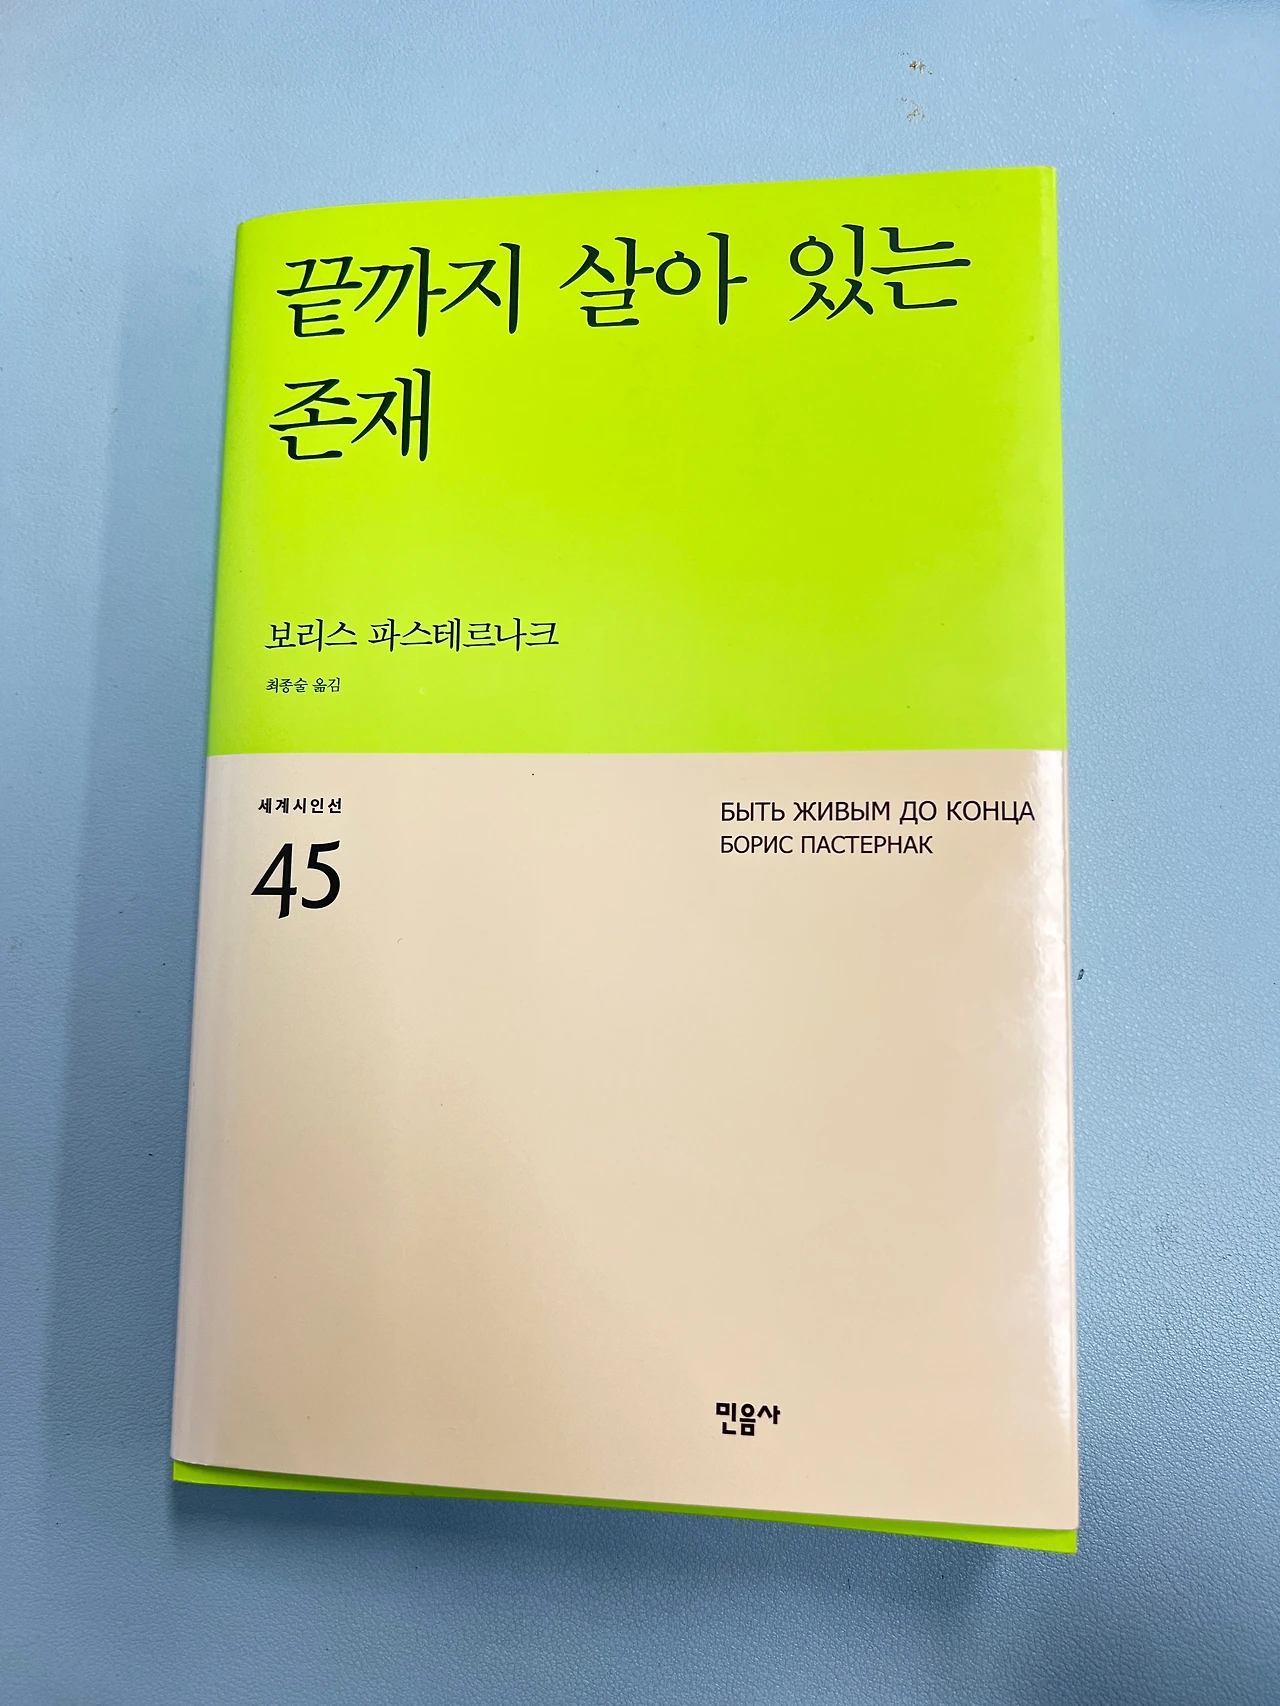 끝까지 살아 있는
존재
보리스 파스테르나크
최종술 옮김
세계시인선
45
БЫТЬ ЖИВЫМ ДО КОНЦА
БОРИС ПАСТЕРНАК
민음사